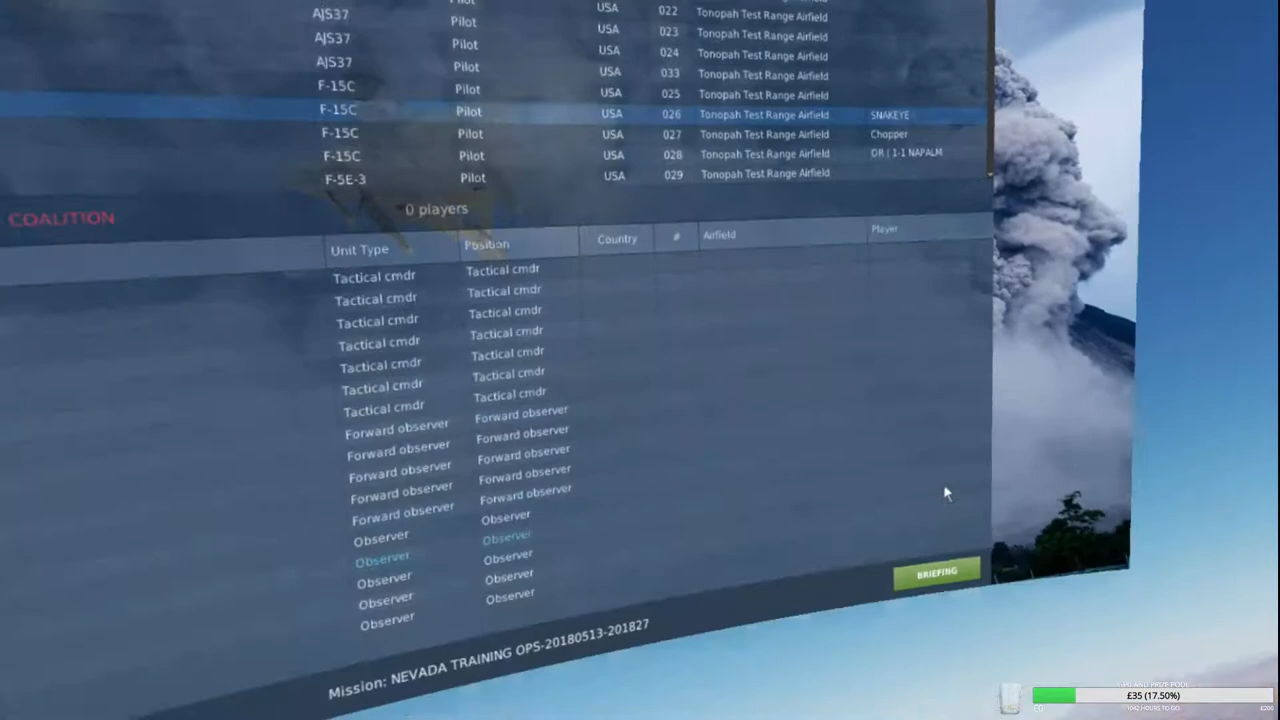 AJS37 Pilot USA 022 Tonopah Test Range Airfield
AJS37 Pilot USA 023 Tonopah Test Range Airfield
AJS37 Pilot USA 024 Tonopah Test Range Airfield
F-15C Pilot USA 033 Tonopah Test Range Airfield
F-15C Pilot USA 025 Tonopah Test Range Airfield
F-15C Pilot USA 026 Tonopah Test Range Airfield SNAKEYE
F-15C Pilot USA 027 Tonopah Test Range Airfield Chopper
F-5E-3 Pilot USA 028 Tonopah Test Range Airfield OR | 1-1 NAPALM
USA 029 Tonopah Test Range Airfield
COALITION 0 players
Unit Type Position Country # Airfield Player
Tactical cmdr Tactical cmdr
Tactical cmdr Tactical cmdr
Tactical cmdr Tactical cmdr
Tactical cmdr Tactical cmdr
Tactical cmdr Tactical cmdr
Tactical cmdr Tactical cmdr
Tactical cmdr Tactical cmdr
Forward observer Forward observer
Forward observer Forward observer
Forward observer Forward observer
Forward observer Forward observer
Forward observer Forward observer
Observer Observer
Observer Observer
Observer Observer
Observer Observer
Observer Observer
BRIEFING
Mission: NEVADA TRAINING OPS-20180513-201827
£35 (17.50%)
£0 1042 HOURS TO GO £200